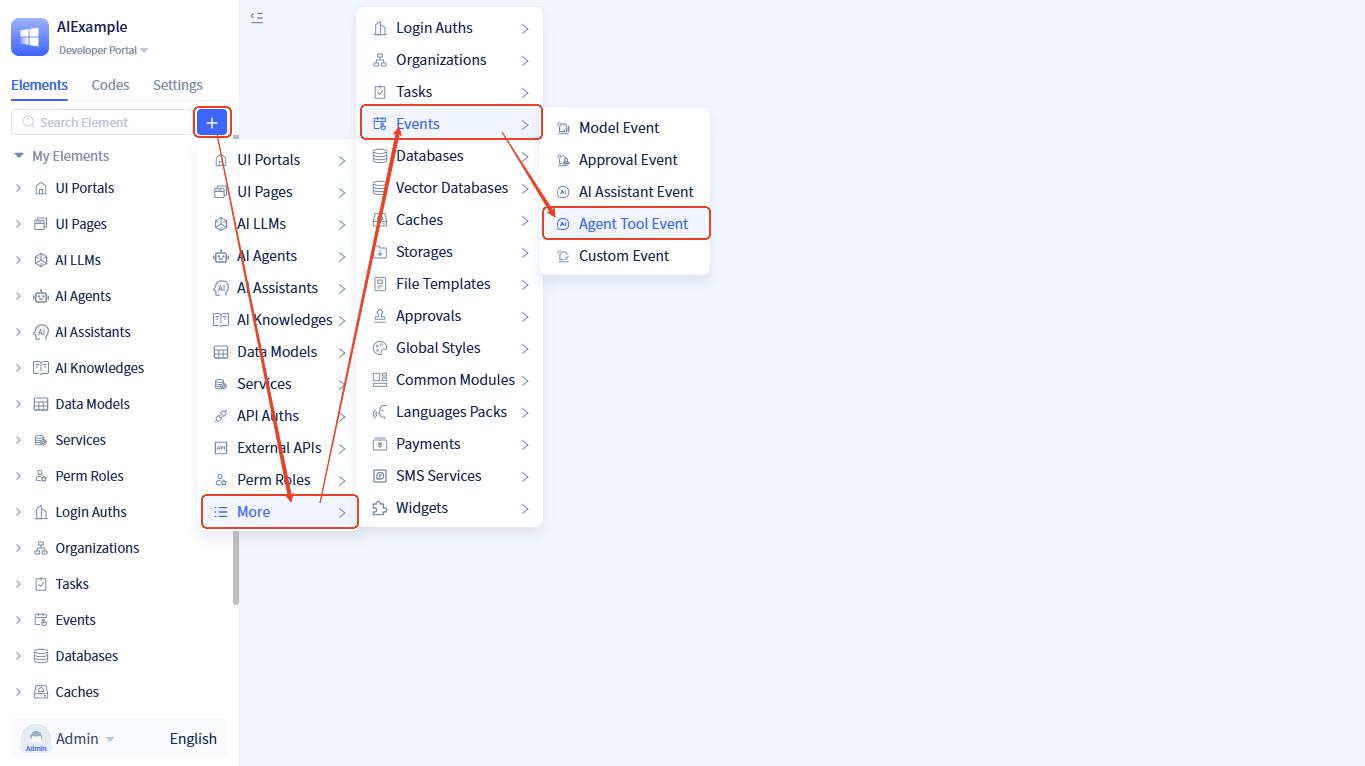 AIExample
Developer Portal
Elements
Codes
Settings
Search Element
My Elements
UI Portals
UI Pages
AI LLMs
AI Agents
AI Assistants
AI Knowledges
Data Models
Services
Perm Roles
Login Auths
Organizations
Tasks
Events
Databases
Caches
Admin
Admin
English
UI Portals
UI Pages
AI LLMs
AI Agents
AI Assistants
AI Knowledges
Data Models
Services
API Auths
External APIs
Perm Roles
More
Login Auths
Organizations
Tasks
Events
Databases
Vector Databases
Caches
Storages
File Templates
Approvals
Global Styles
Common Modules
Languages Packs
Payments
SMS Services
Widgets
Model Event
Approval Event
AI Assistant Event
Agent Tool Event
Custom Event